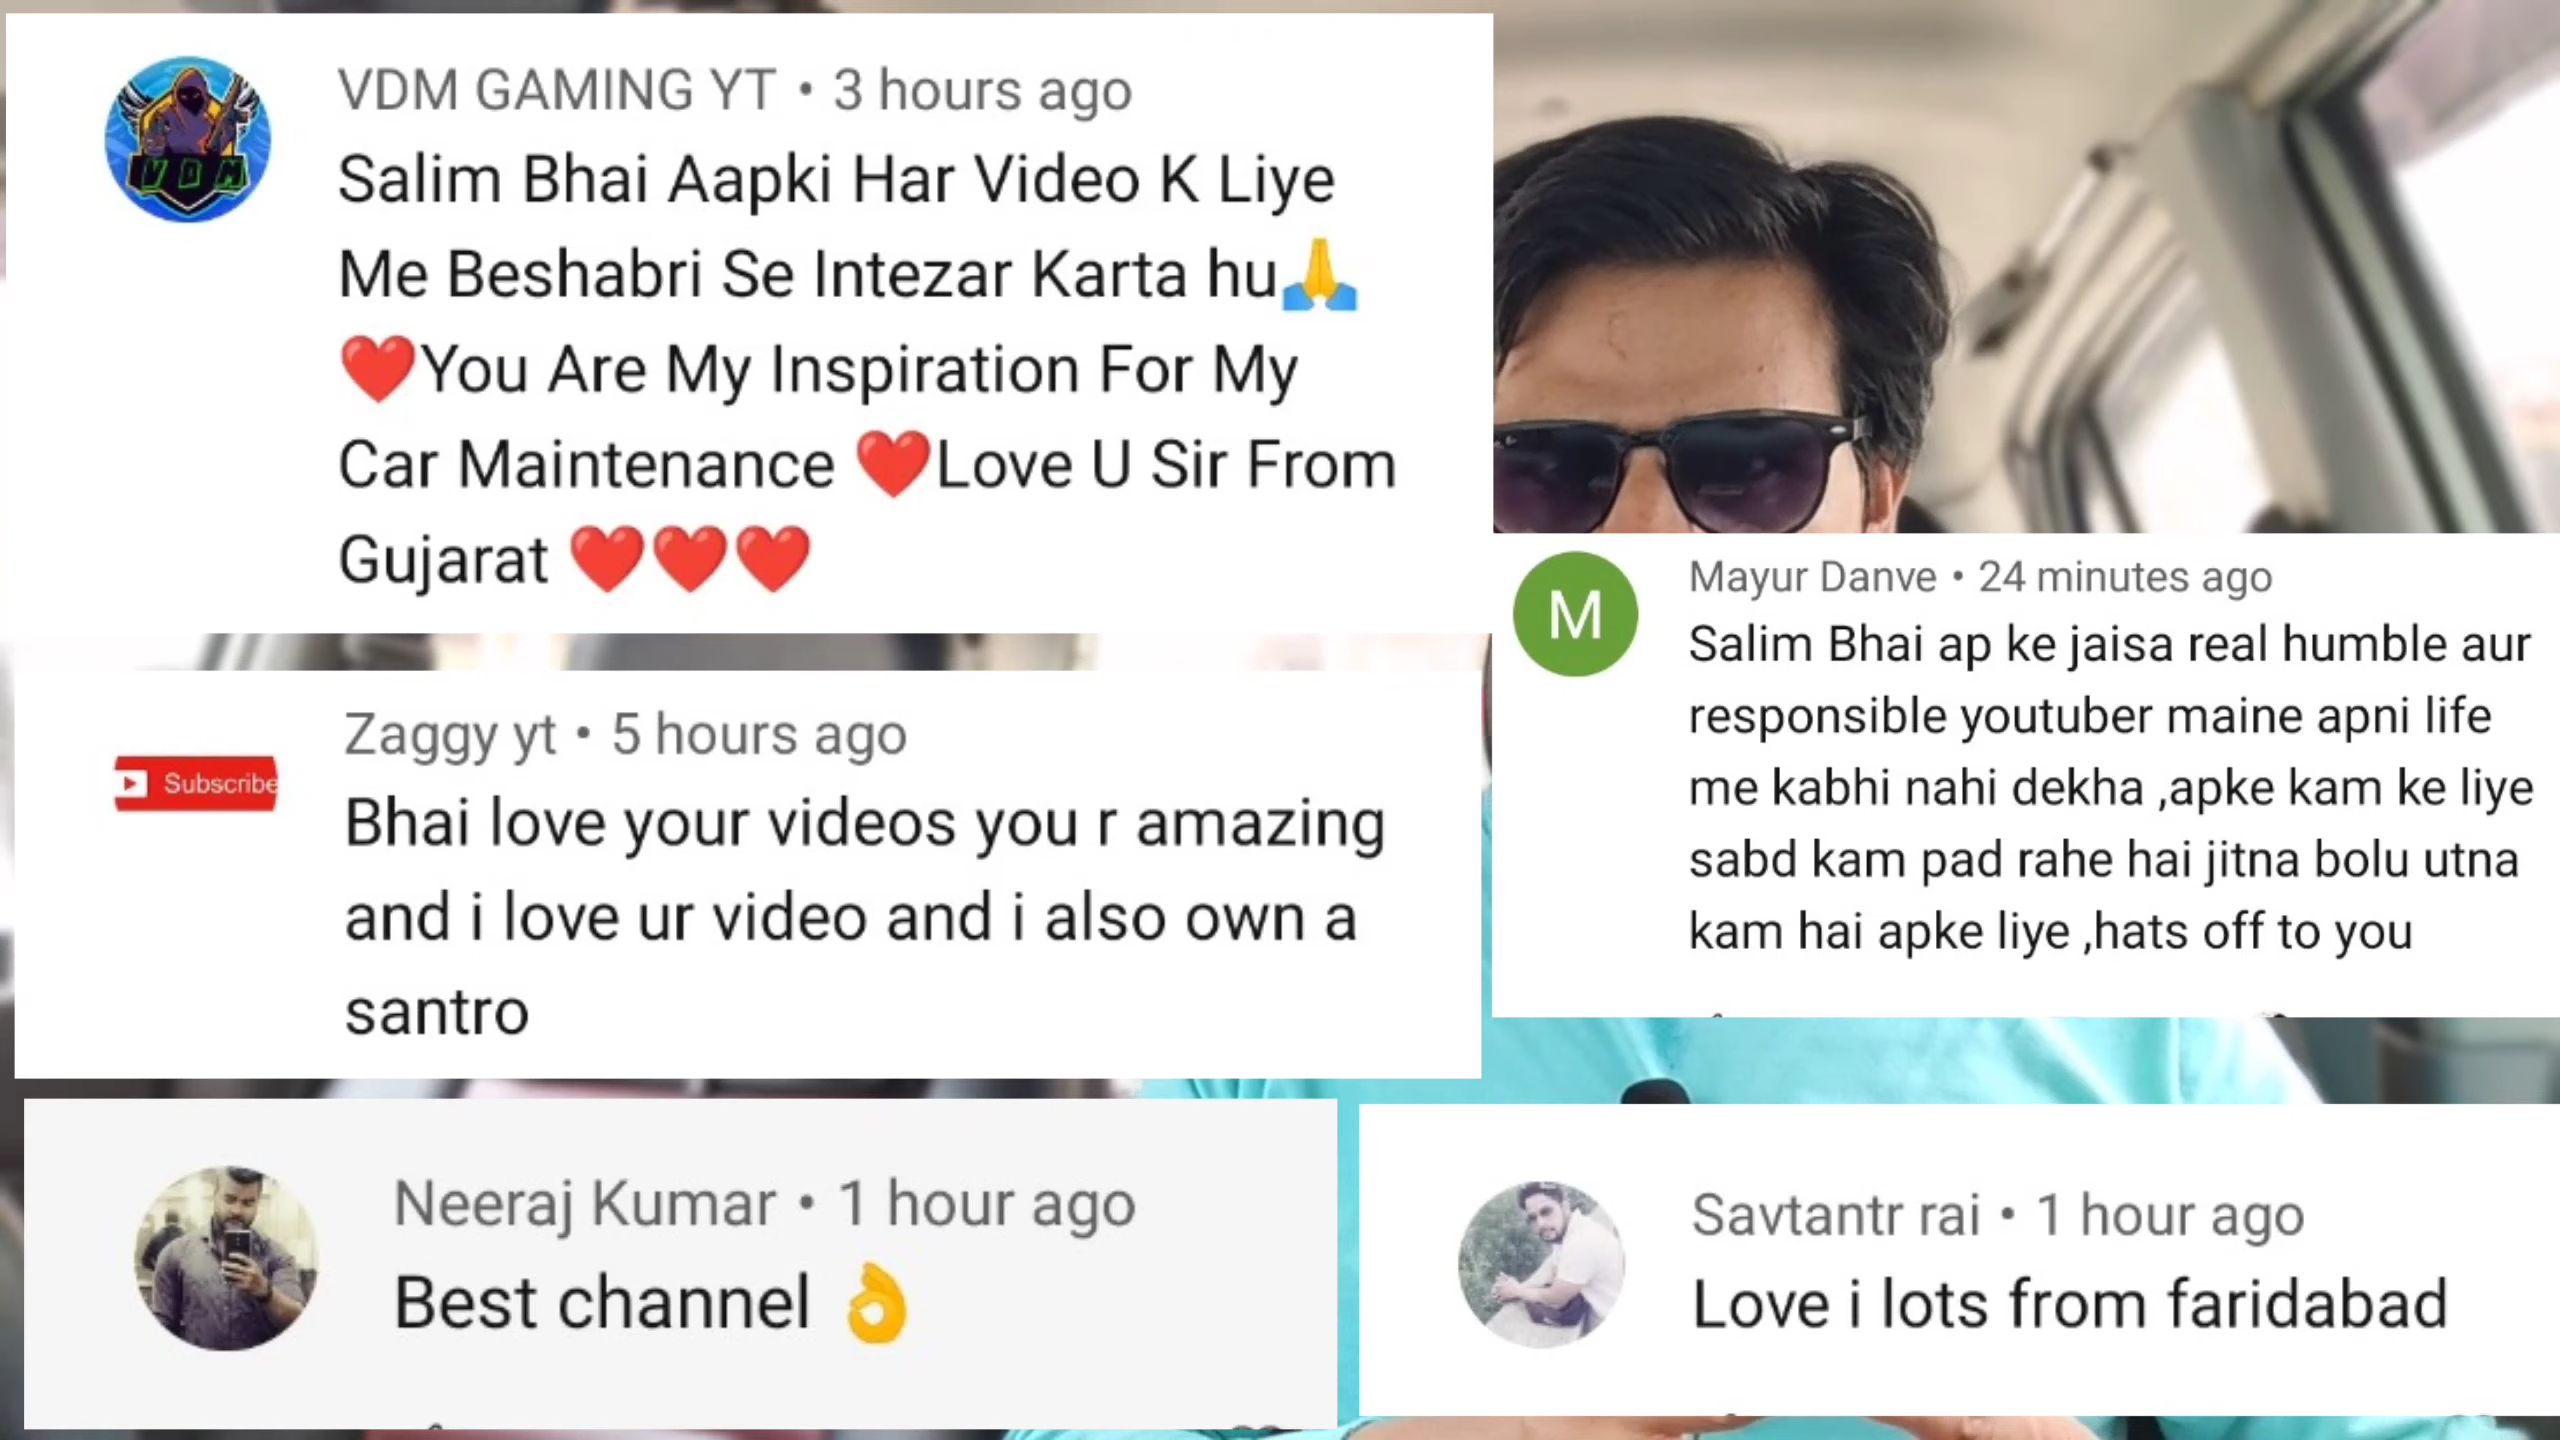 VDM GAMING YT • 3 hours ago
Salim Bhai Aapki Har Video K Liye
Me Beshabri Se Intezar Karta hu🙏
❤️You Are My Inspiration For My
Car Maintenance ❤️Love U Sir From
Gujarat ❤️❤️❤️
VDM
Mayur Danve • 24 minutes ago
M
Salim Bhai ap ke jaisa real humble aur
responsible youtuber maine apni life
me kabhi nahi dekha ,apke kam ke liye
sabd kam pad rahe hai jitna bolu utna
kam hai apke liye ,hats off to you
Zaggy yt • 5 hours ago
Subscribe
Bhai love your videos you r amazing
and i love ur video and i also own a
santro
Neeraj Kumar • 1 hour ago
Best channel 👌
Savtantr rai • 1 hour ago
Love i lots from faridabad